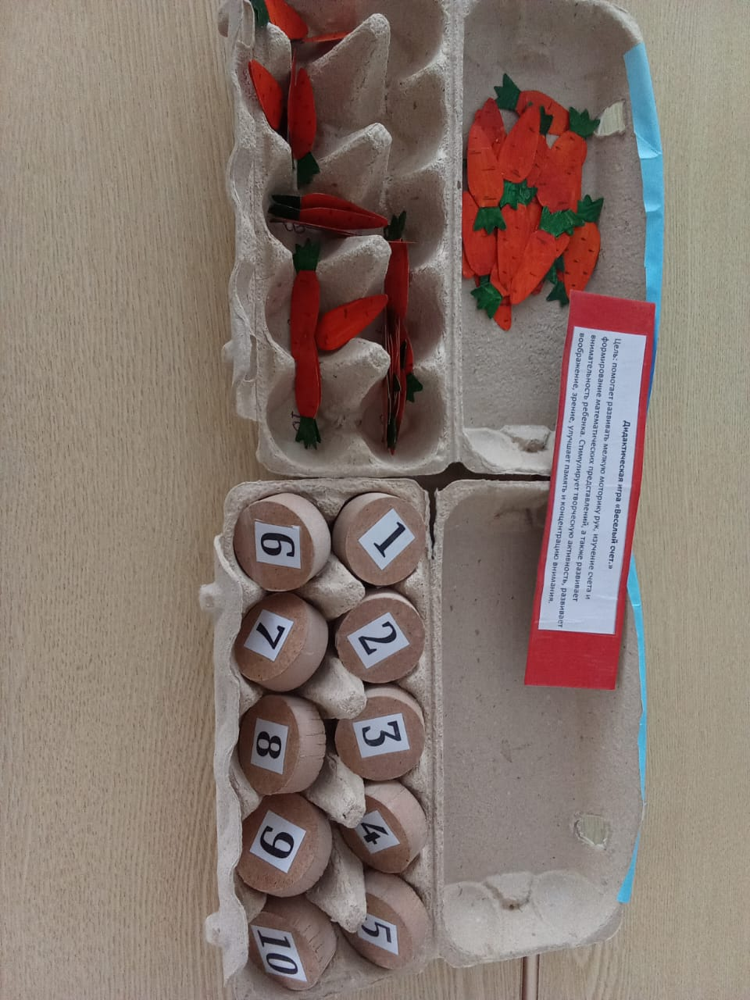 Дидактическая игра «Веселый счет.»
Цель: помогает развивать мелкую моторику рук, изучение счета и
формирование математических представлений, а также развивает
внимательность ребенка. Стимулирует творческую активность, развивает
воображение, зрение, улучшает память и концентрацию внимания.
1
2
3
4
5
6
7
8
9
10